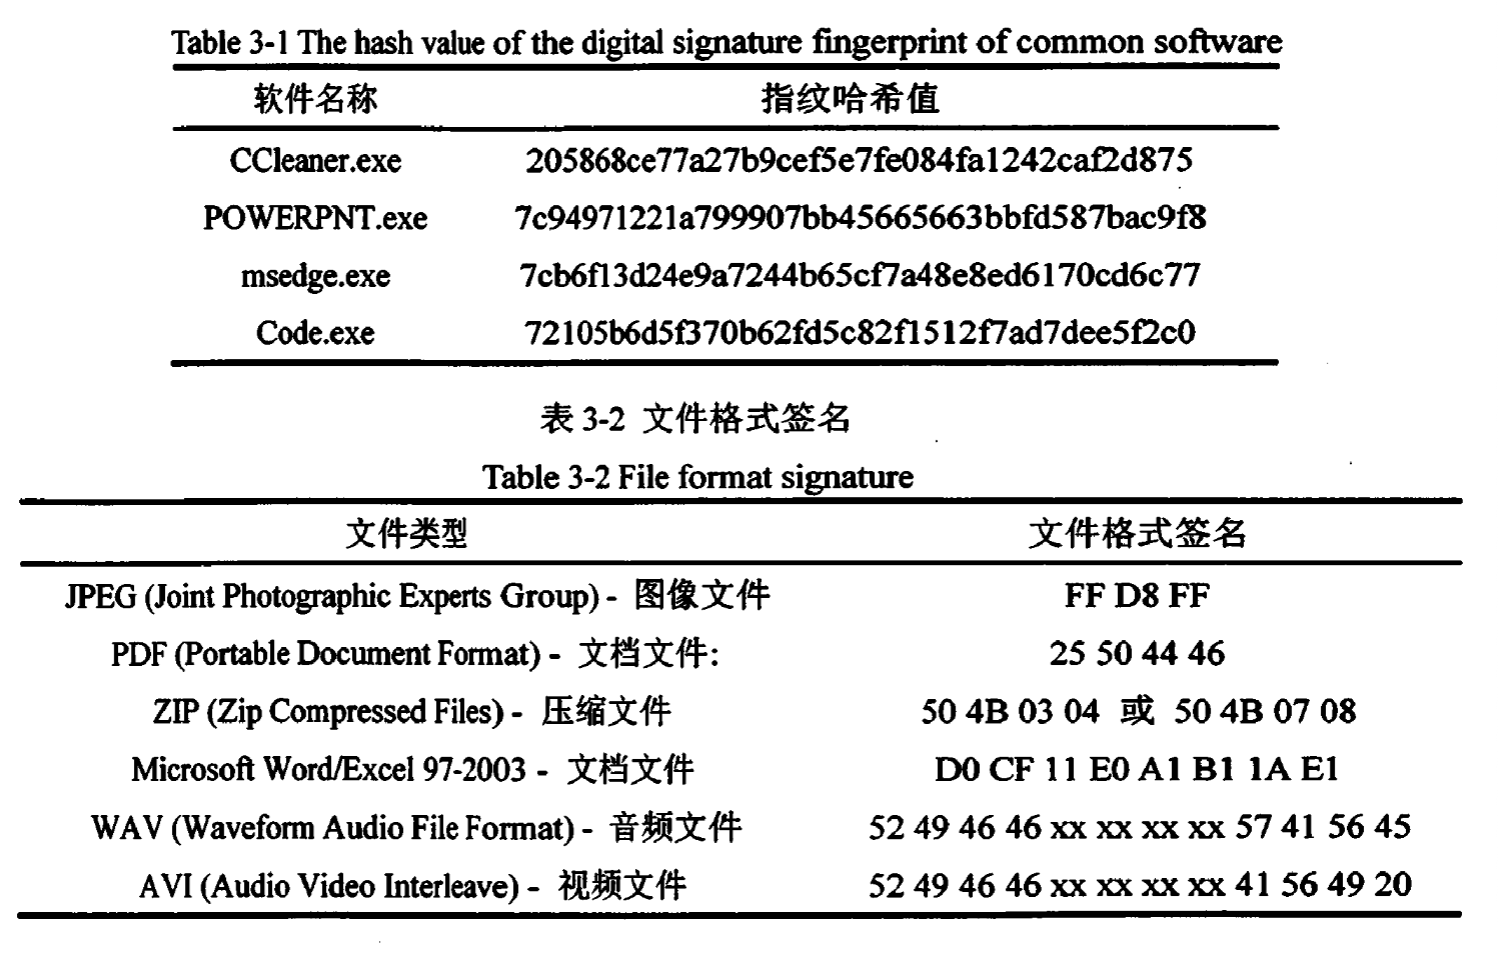 Table 3-1 The hash value of the digital signature fingerprint of common software
软件名称 指纹哈希值
CCleaner.exe 205868ce77a27b9cef5e7fe084fa1242caf2d875
POWERPNT.exe 7c94971221a799907bb45665663bbfd587bac9f8
msedge.exe 7cb6f13d24e9a7244b65cf7a48e8ed6170cd6c77
Code.exe 72105b6d5f370b62fd5c82f1512f7ad7dee5f2c0
表 3-2 文件格式签名
Table 3-2 File format signature
文件类型 文件格式签名
JPEG (Joint Photographic Experts Group) - 图像文件 FF D8 FF
PDF (Portable Document Format) - 文档文件: 25 50 44 46
ZIP (Zip Compressed Files) - 压缩文件 50 4B 03 04 或 50 4B 07 08
Microsoft Word/Excel 97-2003 - 文档文件 D0 CF 11 E0 A1 B1 1A E1
WAV (Waveform Audio File Format) - 音频文件 52 49 46 46 xx xx xx xx 57 41 56 45
AVI (Audio Video Interleave) - 视频文件 52 49 46 46 xx xx xx xx 41 56 49 20